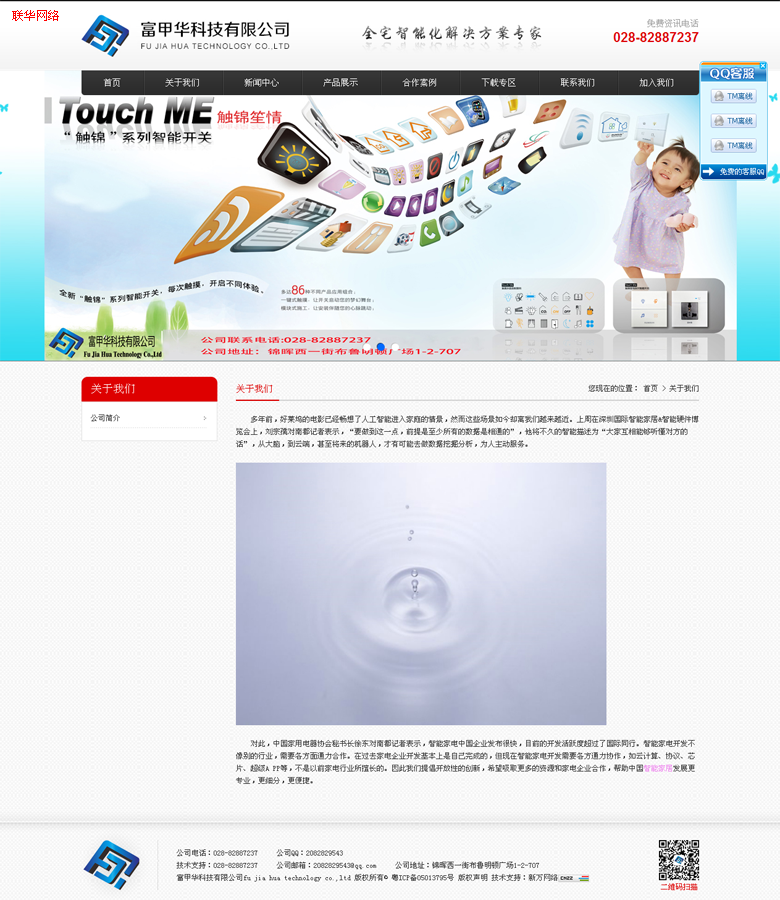 联华网络
富甲华科技有限公司
FU JIA HUA TECHNOLOGY CO.,LTD
全宅智能化解决方案专家
免费资讯电话
028-82887237
首页 关于我们 新闻中心 产品展示 合作案例 下载专区 联系我们 加入我们
QQ客服
TM离线
TM离线
TM离线
免费的客服QQ
Touch ME 触锦笙情
“触锦”系列智能开关
全新“触锦”系列智能开关，每次触摸，开启不同体验。
多达86种不同产品应用组合；
一键式触摸，让开关自动您的梦幻舞台；
模块式施工，让安装伴随您的心脉跳动。
富甲华科技有限公司
Fu Jia Hua Technology Co.,Ltd
公司联系电话:028-82887237
公司地址：锦晖西一街布鲁明顿广场1-2-707
关于我们
公司简介
关于我们
您现在的位置： 首页 > 关于我们
多年前，好莱坞的电影已经畅想了人工智能进入家庭的情景，然而这些场景如今却离我们越来越近。上周在深圳国际智能家居&智能硬件博
览会上，刘宗孺对南都记者表示，“要做到这一点，前提是至少所有的数据是相通的”，他将不久的智能描述为“大家互相能够听懂对方的
话”，从大脑，到云端，甚至将来的机器人，才有可能去做数据挖掘分析，为人主动服务。
对此，中国家用电器协会秘书长徐东对南都记者表示，智能家电中国企业发布很快，目前的开发活跃度超过了国际同行。智能家电开发不
像别的行业，需要各方面通力合作。在过去家电企业开发基本上是自己完成的，但现在智能家电开发需要各方通力协作，如云计算、协议、芯
片、超级A PP等，不是以前家电行业所擅长的。因此我们提倡开放性的创新，希望吸取更多的资源和家电企业合作，帮助中国智能家居发展更
专业，更细分，更便捷。
公司电话：028-82887237 公司QQ：2082829543
技术支持：028-82887237 公司邮箱：2082829543@qq.com 公司地址：锦晖西一街布鲁明顿广场1-2-707
富甲华科技有限公司fu jia hua technology co.,ltd 版权所有© 粤ICP备05013795号 版权声明 技术支持：新万网络 CNZZ
二维码扫描